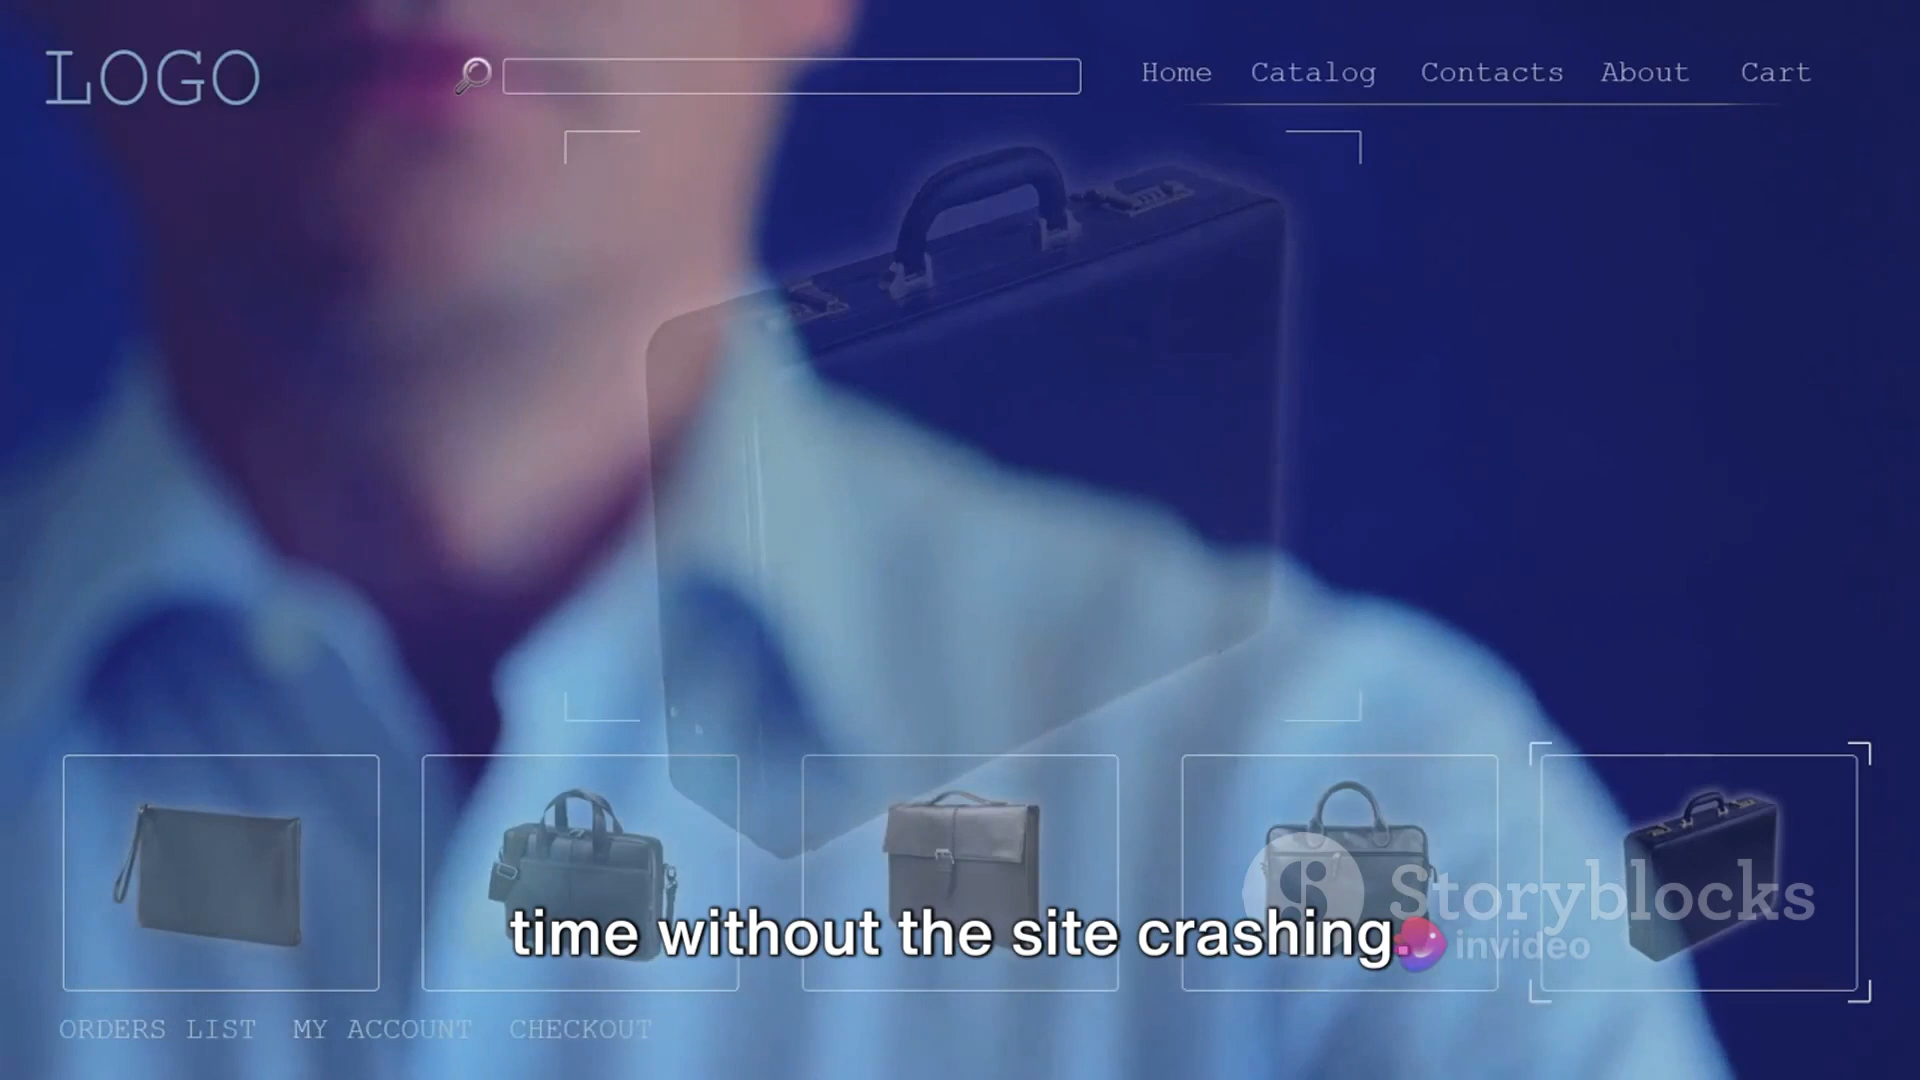 LOGO
Home Catalog Contacts About Cart
Storyblocks
time without the site crashing.
invideo
ORDERS LIST MY ACCOUNT CHECKOUT